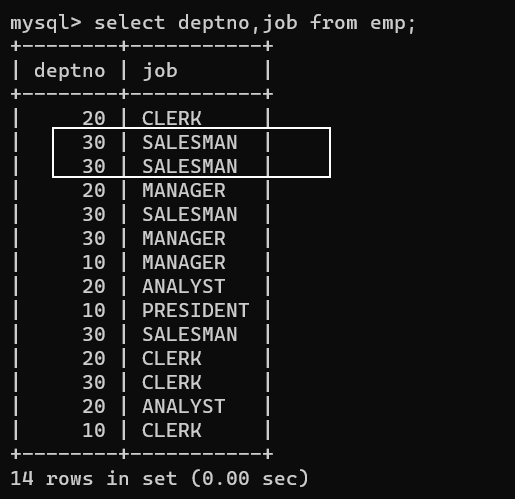 mysql> select deptno,job from emp;
+--------+-----------+
| deptno | job       |
+--------+-----------+
|     20 | CLERK     |
|     30 | SALESMAN  |
|     30 | SALESMAN  |
|     20 | MANAGER   |
|     30 | SALESMAN  |
|     30 | MANAGER   |
|     10 | MANAGER   |
|     20 | ANALYST   |
|     10 | PRESIDENT |
|     30 | SALESMAN  |
|     20 | CLERK     |
|     30 | CLERK     |
|     20 | ANALYST   |
|     10 | CLERK     |
+--------+-----------+
14 rows in set (0.00 sec)